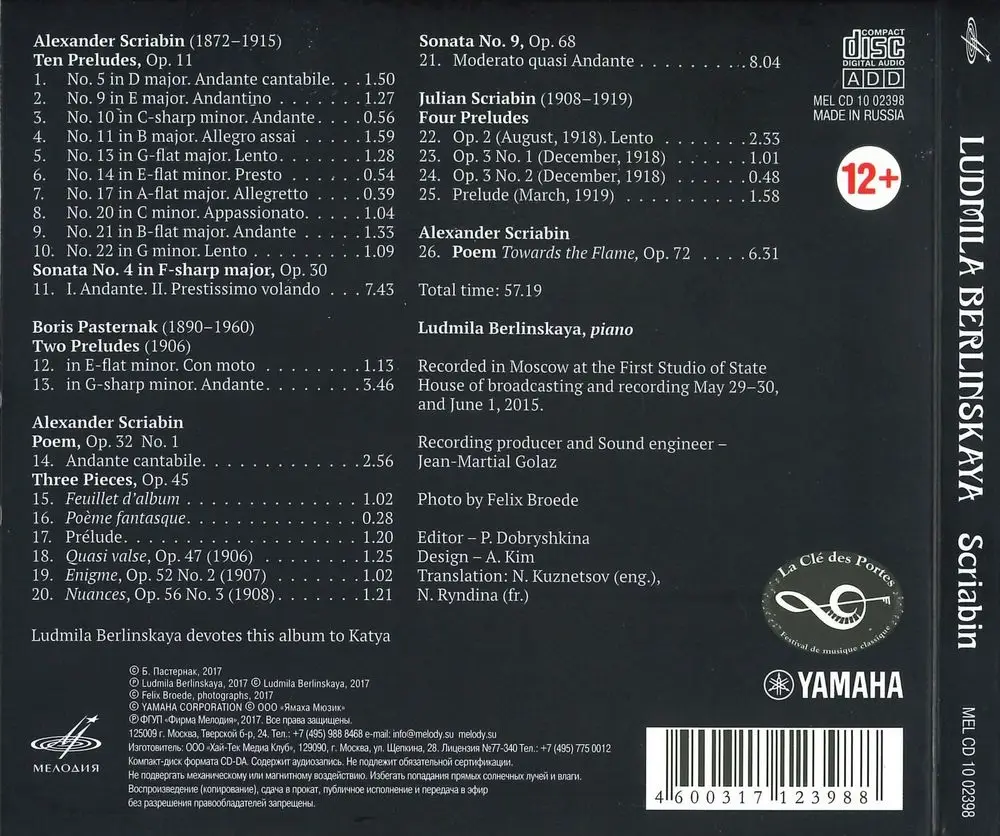 Alexander Scriabin (1872–1915)
Ten Preludes, Op. 11
1. No. 5 in D major. Andante cantabile. . . 1.50
2. No. 9 in E major. Andantino . . . . . . . 1.27
3. No. 10 in C-sharp minor. Andante. . . . 0.56
4. No. 11 in B major. Allegro assai . . . . . 1.59
5. No. 13 in G-flat major. Lento. . . . . . . 1.28
6. No. 14 in E-flat minor. Presto . . . . . . 0.54
7. No. 17 in A-flat major. Allegretto . . . . 0.39
8. No. 20 in C minor. Appassionato. . . . . 1.04
9. No. 21 in B-flat major. Andante . . . . . 1.33
10. No. 22 in G minor. Lento . . . . . . . . 1.09
Sonata No. 4 in F-sharp major, Op. 30
11. I. Andante. II. Prestissimo volando . . . 7.43
Boris Pasternak (1890–1960)
Two Preludes (1906)
12. in E-flat minor. Con moto . . . . . . . . 1.13
13. in G-sharp minor. Andante. . . . . . . . 3.46
Alexander Scriabin
Poem, Op. 32 No. 1
14. Andante cantabile. . . . . . . . . . . . . 2.56
Three Pieces, Op. 45
15. Feuillet d'album . . . . . . . . . . . . . . 1.02
16. Poème fantasque. . . . . . . . . . . . . . 0.28
17. Prélude. . . . . . . . . . . . . . . . . . . 1.20
18. Quasi valse, Op. 47 (1906) . . . . . . . . 1.25
19. Enigme, Op. 52 No. 2 (1907) . . . . . . . 1.02
20. Nuances, Op. 56 No. 3 (1908). . . . . . . 1.21
Ludmila Berlinskaya devotes this album to Katya
Sonata No. 9, Op. 68
21. Moderato quasi Andante . . . . . . . . 8.04
Julian Scriabin (1908–1919)
Four Preludes
22. Op. 2 (August, 1918). Lento . . . . . . . 2.33
23. Op. 3 No. 1 (December, 1918) . . . . . . 1.01
24. Op. 3 No. 2 (December, 1918) . . . . . . 0.48
25. Prelude (March, 1919) . . . . . . . . . . 1.58
Alexander Scriabin
26. Poem Towards the Flame, Op. 72 . . . . 6.31
Total time: 57.19
Ludmila Berlinskaya, piano
Recorded in Moscow at the First Studio of State
House of broadcasting and recording May 29–30,
and June 1, 2015.
Recording producer and Sound engineer –
Jean-Martial Golaz
Photo by Felix Broede
Editor – P. Dobryshkina
Design – A. Kim
Translation: N. Kuznetsov (eng.),
N. Ryndina (fr.)
COMPACT
disc
DIGITAL AUDIO
ADD
MEL CD 10 02398
MADE IN RUSSIA
12+
La Clé des Portes
Festival de musique classique
YAMAHA
4 600317 123988
МЕЛОДИЯ
© Б. Пастернак, 2017
℗ Ludmila Berlinskaya, 2017 © Ludmila Berlinskaya, 2017
© Felix Broede, photographs, 2017
© YAMAHA CORPORATION © ООО «Ямаха Мюзик»
℗ ФГУП «Фирма Мелодия», 2017. Все права защищены.
125009 г. Москва, Тверской б-р, 24. Тел.: +7 (495) 988 8468 e-mail: info@melody.su melody.su
Изготовитель: ООО «Хай-Тек Медиа Клуб», 129090, г. Москва, ул. Щепкина, 28. Лицензия №77-340 Тел.: +7 (495) 775 0012
Компакт-диск формата CD-DA. Содержит аудиозапись. Не подлежит обязательной сертификации.
Не подвергать механическому или магнитному воздействию. Избегать попадания прямых солнечных лучей и влаги.
Воспроизведение (копирование), сдача в прокат, публичное исполнение и передача в эфир
без разрешения правообладателей запрещены.
LUDMILA BERLINSKAYA Scriabin
MEL CD 10 02398